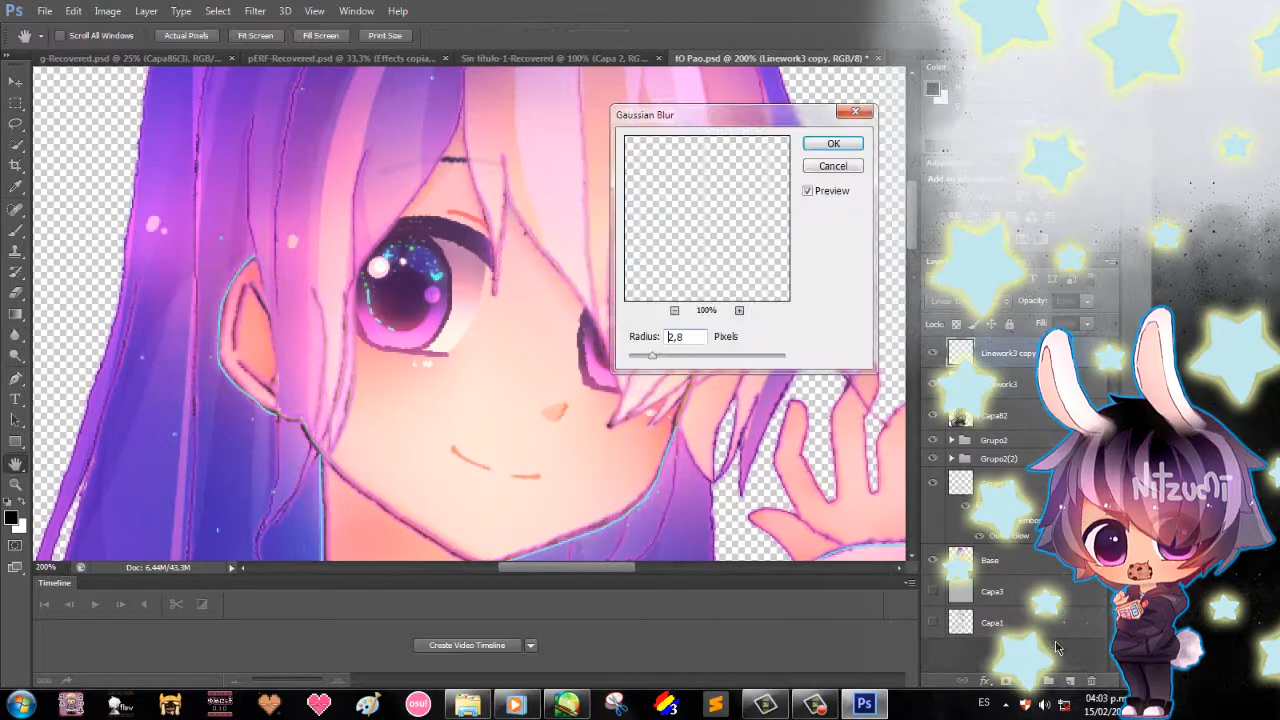 Ps File Edit Image Layer Type Select Filter 3D View Window Help
Scroll All Windows Actual Pixels Fit Screen Fill Screen Print Size
g-Recovered.psd @ 25% (Capa86(3), RGB/... × pERF-Recovered.psd @ 33.3% (Effects copia... × Sin título-1-Recovered @ 100% (Capa 2, RG... × tO Pao.psd @ 200% (Linework3 copy, RGB/8) * ×
Color
Gaussian Blur
OK
Cancel
Preview
100%
Radius: 2,8 Pixels
Opacity:
Lock: Fill:
Linework3 copy
Capa82
Grupo2
Grupo2(2)
Outer Glow
Base
Capa3
Capa1
Nitzumi
200% Doc: 6,44M/43,3M
Timeline
Create Video Timeline
ES 04:03 p.m.
15/02/20